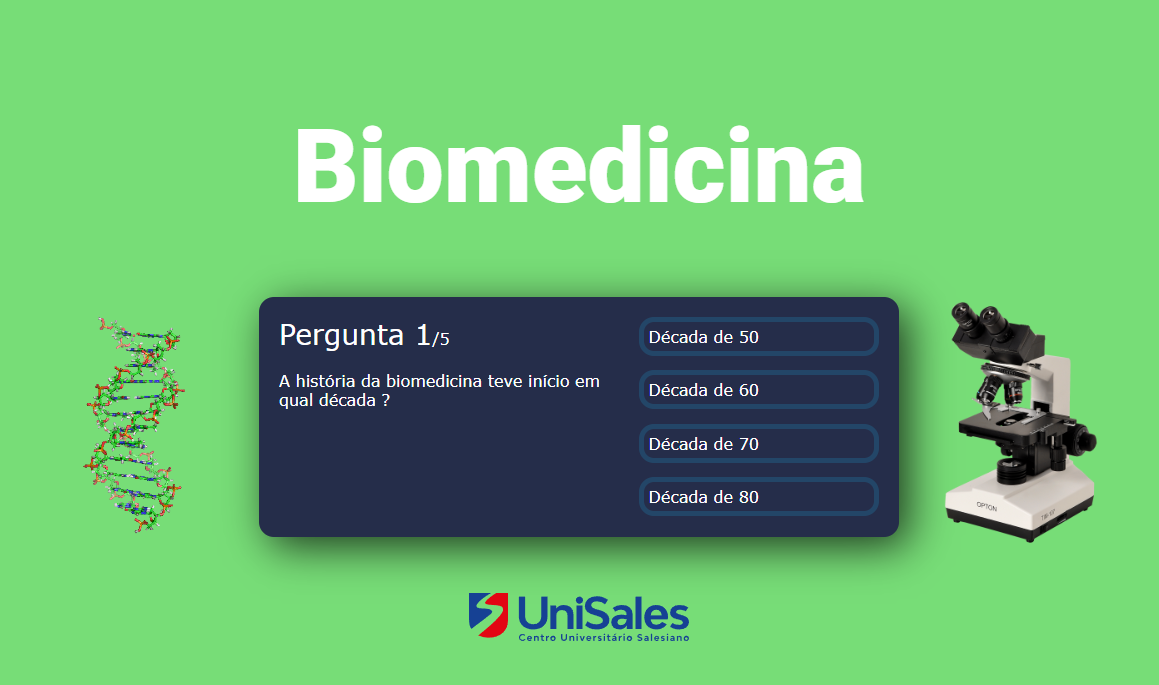 Biomedicina
Pergunta 1/5
A história da biomedicina teve início em
qual década ?
Década de 50
Década de 60
Década de 70
Década de 80
OPTON
UniSales
Centro Universitário Salesiano